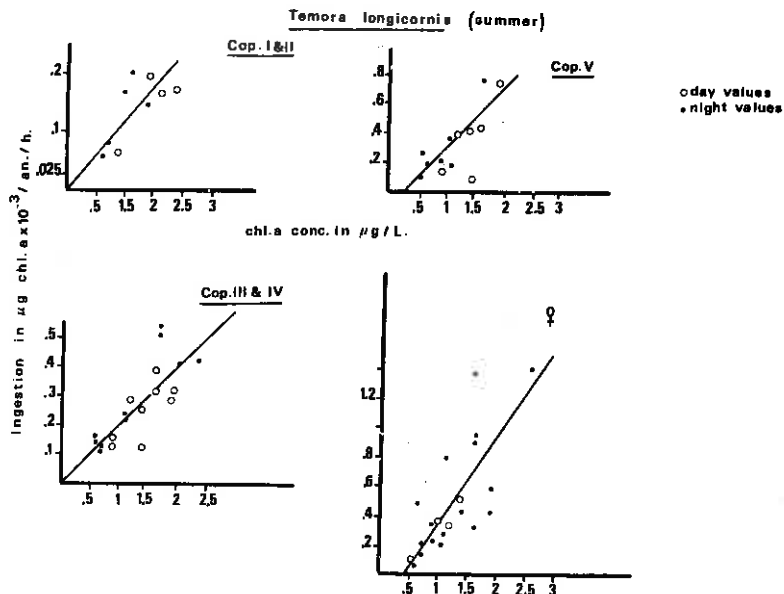 Temora longicornis (summer)
Cop. I&II
Cop. V
○ day values
• night values
.2
.1
.025
.5 1 1.5 2 2.5 3
.8
.6
.4
.2
.5 1 1.5 2 2.5 3
chl.a conc. in µg/L.
Ingestion in µg chl.a x10⁻³/an./h.
Cop. III & IV
.5
.4
.3
.2
.1
.5 1 1.5 2 2.5
♀
1.2
.8
.6
.4
.2
.5 1 1.5 2 2.5 3